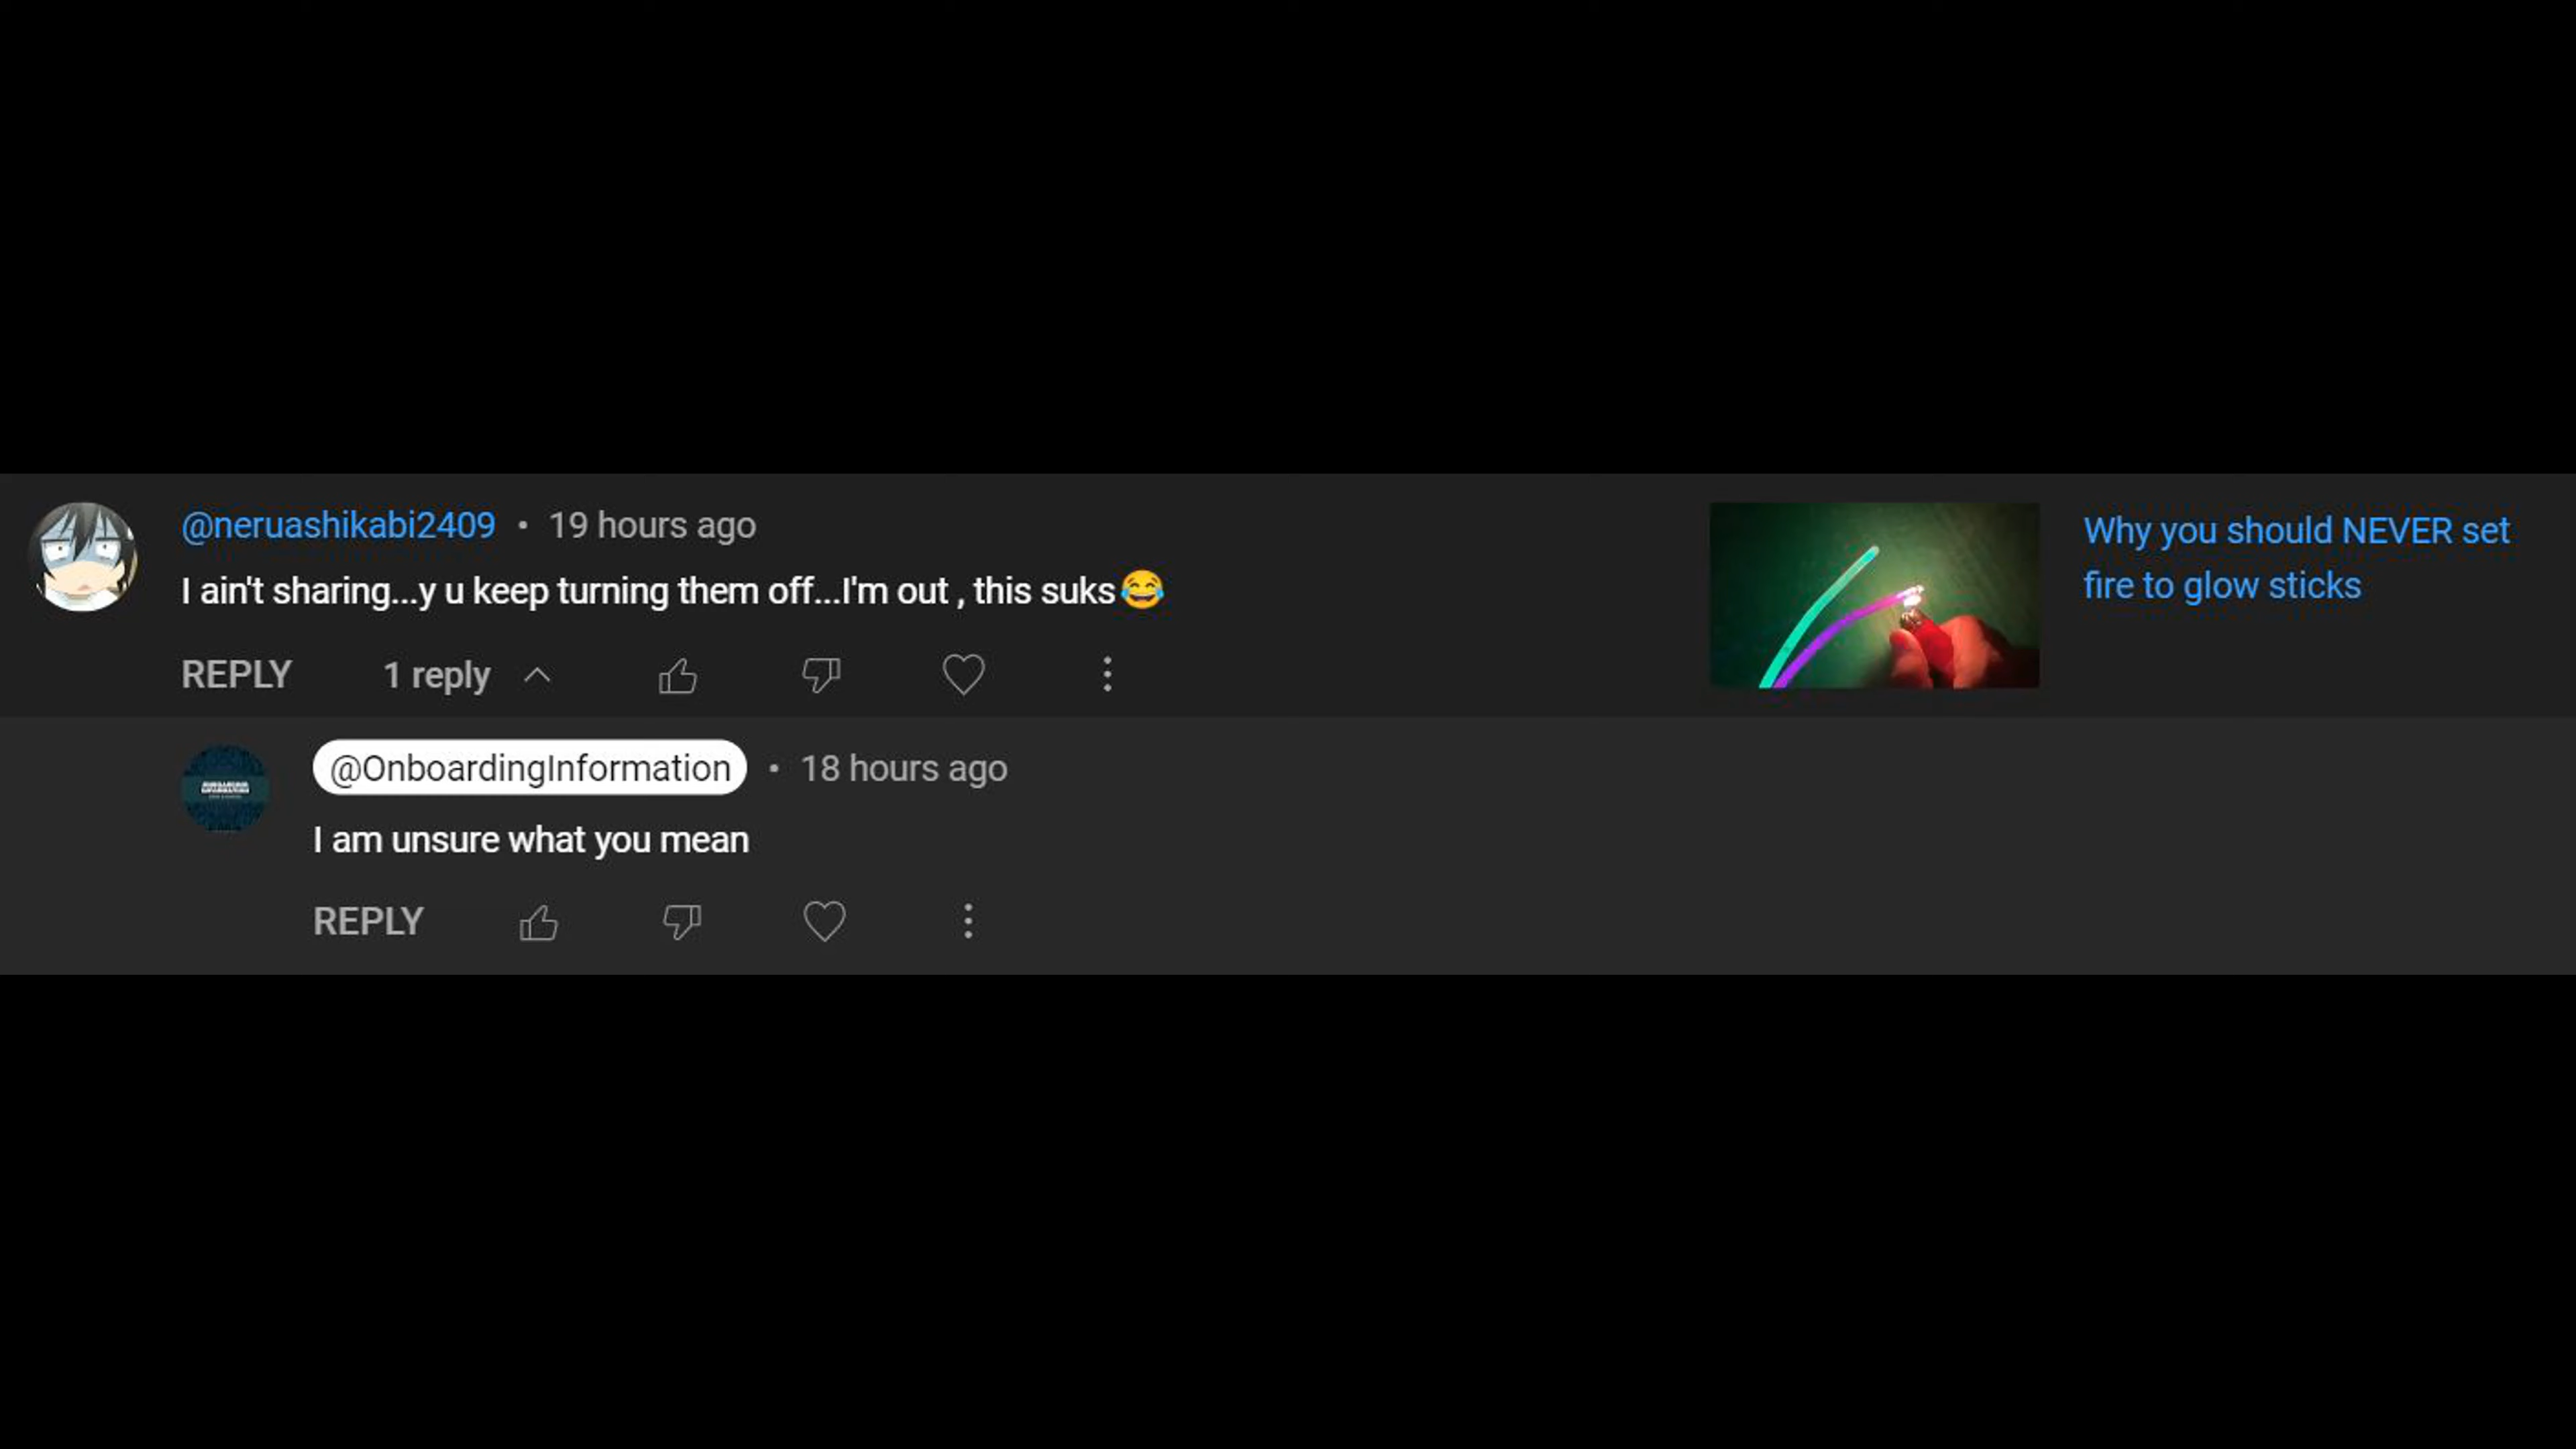 @neruashikabi2409 • 19 hours ago
I ain't sharing...y u keep turning them off...I'm out , this suks😂
REPLY 1 reply
Why you should NEVER set
fire to glow sticks
@OnboardingInformation • 18 hours ago
I am unsure what you mean
REPLY